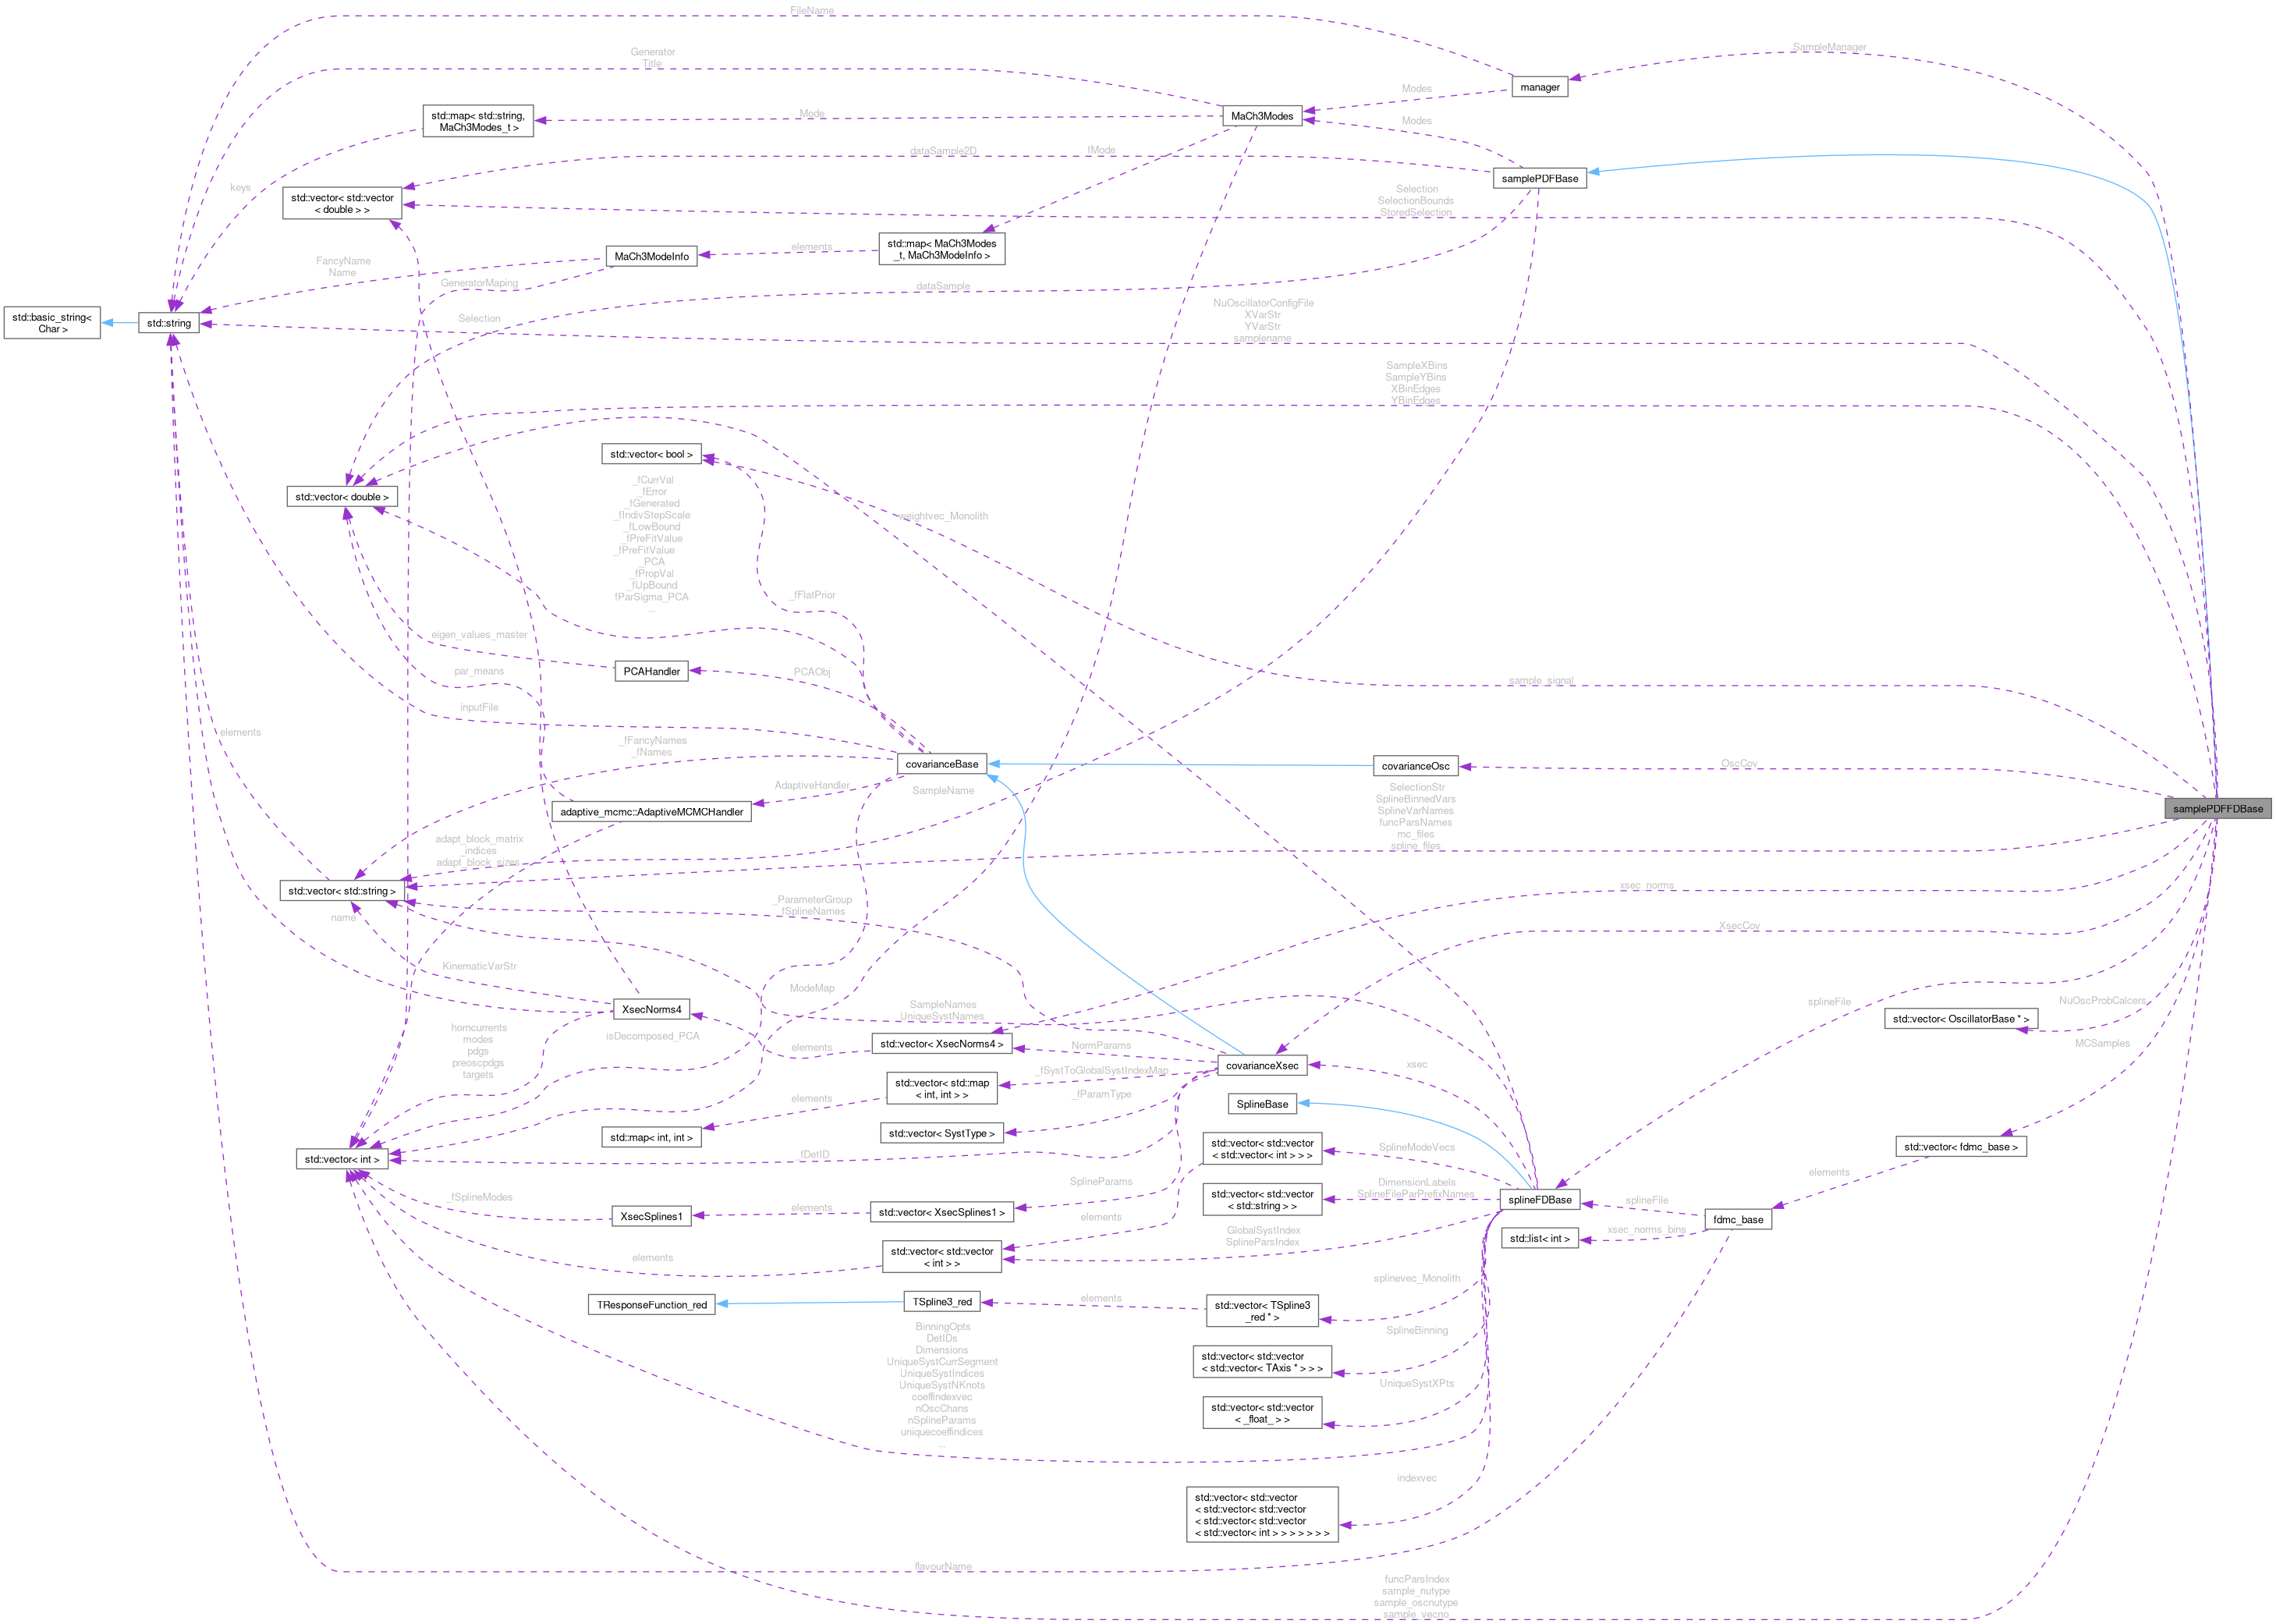 FileName
SampleManager
Generator
Title
manager
Modes
std::map< std::string,
MaCh3Modes_t >
Mode
MaCh3Modes
Modes
dataSample2D
fMode
samplePDFBase
keys
std::vector< std::vector
< double > >
Selection
SelectionBounds
StoredSelection
MaCh3ModeInfo
elements
std::map< MaCh3Modes
_t, MaCh3ModeInfo >
FancyName
Name
GeneratorMaping
dataSample
std::basic_string<
Char >
std::string
Selection
NuOscillatorConfigFile
XVarStr
YVarStr
samplename
SampleXBins
SampleYBins
XBinEdges
YBinEdges
std::vector< bool >
std::vector< double >
_fCurrVal
_fError
_fGenerated
_fIndivStepScale
_fLowBound
_fPreFitValue
_fPreFitValue
_PCA
_fPropVal
_fUpBound
fParSigma_PCA
...
weightvec_Monolith
_fFlatPrior
eigen_values_master
PCAHandler
PCAObj
par_means
sample_signal
inputFile
elements
_fFancyNames
_fNames
covarianceBase
covarianceOsc
OscCov
AdaptiveHandler
SampleName
adaptive_mcmc::AdaptiveMCMCHandler
samplePDFFDBase
SelectionStr
SplineBinnedVars
SplineVarNames
funcParsNames
mc_files
spline_files
adapt_block_matrix
_indices
adapt_block_sizes
std::vector< std::string >
name
_ParameterGroup
fSplineNames
xsec_norms
XsecCov
KinematicVarStr
ModeMap
XsecNorms4
SampleNames
UniqueSystNames
splineFile
NuOscProbCalcers
std::vector< OscillatorBase * >
horncurrents
modes
pdgs
preoscpdgs
targets
isDecomposed_PCA
elements
std::vector< XsecNorms4 >
NormParams
covarianceXsec
xsec
MCSamples
_fSystToGlobalSystIndexMap
std::vector< std::map
< int, int > >
elements
_fParamType
SplineBase
std::map< int, int >
std::vector< SystType >
std::vector< int >
_fDetID
std::vector< std::vector
< std::vector< int > > >
SplineModeVecs
std::vector< fdmc_base >
elements
SplineParams
DimensionLabels
SplineFileParPrefixNames
std::vector< std::vector
< std::string > >
splineFDBase
splineFile
_fSplineModes
XsecSplines1
elements
std::vector< XsecSplines1 >
elements
fdmc_base
xsec_norms_bins
std::list< int >
GlobalSystIndex
SplineParsIndex
elements
std::vector< std::vector
< int > >
splinevec_Monolith
TResponseFunction_red
TSpline3_red
elements
std::vector< TSpline3
_red * >
BinningOpts
DetIDs
Dimensions
UniqueSystCurrSegment
UniqueSystIndices
UniqueSystNKnots
coeffindexvec
nOscChans
nSplineParams
uniquecoeffindices
...
SplineBinning
std::vector< std::vector
< std::vector< TAxis * > > >
UniqueSystXPts
std::vector< std::vector
< _float_ > >
indexvec
std::vector< std::vector
< std::vector< std::vector
< std::vector< std::vector
< std::vector< int > > > > > > >
flavourName
funcParsIndex
sample_nutype
sample_oscnutype
sample_vecno